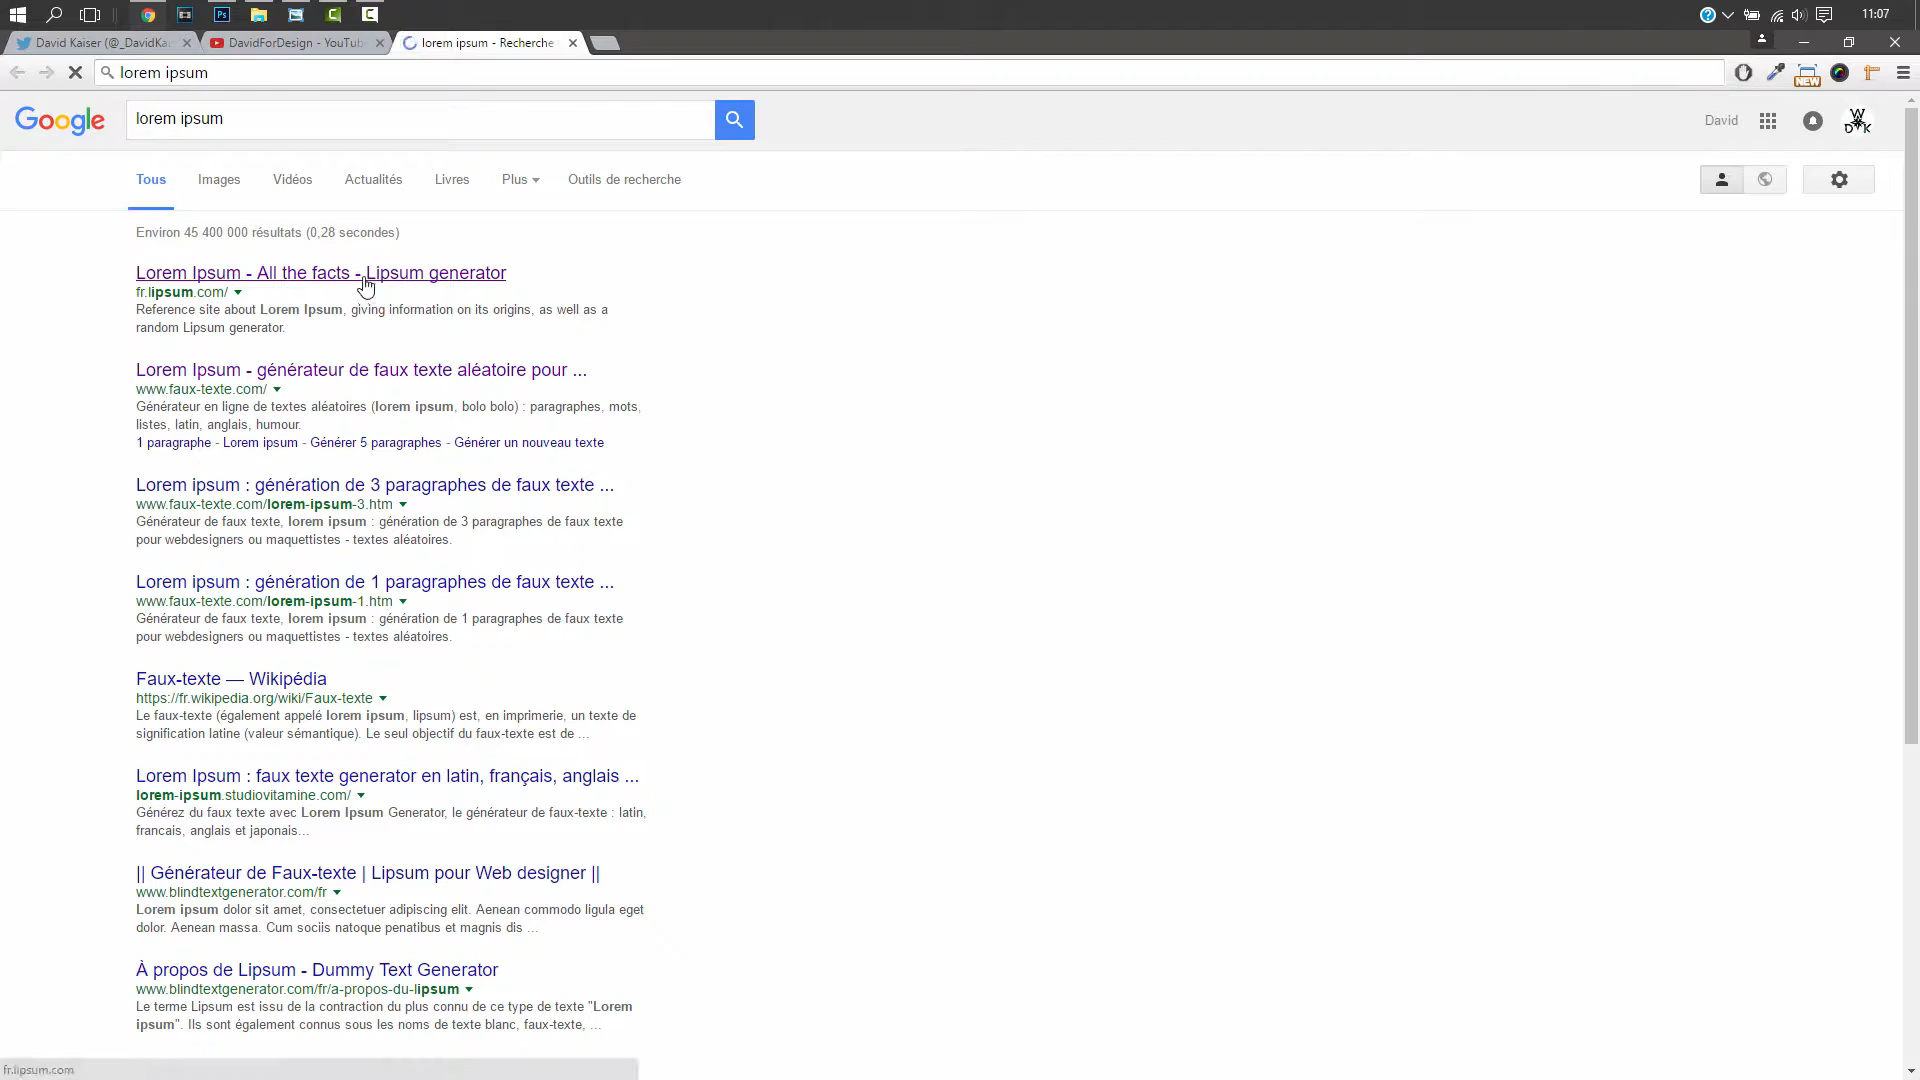 11:07
David Kaiser (@_DavidKa
DavidForDesign - YouTub
lorem ipsum - Recherche
lorem ipsum
NEW
Google
lorem ipsum
David
W
D K
Tous
Images
Vidéos
Actualités
Livres
Plus
Outils de recherche
Environ 45 400 000 résultats (0,28 secondes)
Lorem Ipsum - All the facts - Lipsum generator
fr.lipsum.com/
Reference site about Lorem Ipsum, giving information on its origins, as well as a
random Lipsum generator.
Lorem Ipsum - générateur de faux texte aléatoire pour ...
www.faux-texte.com/
Générateur en ligne de textes aléatoires (lorem ipsum, bolo bolo) : paragraphes, mots,
listes, latin, anglais, humour.
1 paragraphe - Lorem ipsum - Générer 5 paragraphes - Générer un nouveau texte
Lorem ipsum : génération de 3 paragraphes de faux texte ...
www.faux-texte.com/lorem-ipsum-3.htm
Générateur de faux texte, lorem ipsum : génération de 3 paragraphes de faux texte
pour webdesigners ou maquettistes - textes aléatoires.
Lorem ipsum : génération de 1 paragraphes de faux texte ...
www.faux-texte.com/lorem-ipsum-1.htm
Générateur de faux texte, lorem ipsum : génération de 1 paragraphes de faux texte
pour webdesigners ou maquettistes - textes aléatoires.
Faux-texte — Wikipédia
https://fr.wikipedia.org/wiki/Faux-texte
Le faux-texte (également appelé lorem ipsum, lipsum) est, en imprimerie, un texte de
signification latine (valeur sémantique). Le seul objectif du faux-texte est de ...
Lorem Ipsum : faux texte generator en latin, français, anglais ...
lorem-ipsum.studiovitamine.com/
Générez du faux texte avec Lorem Ipsum Generator, le générateur de faux-texte : latin,
francais, anglais et japonais...
|| Générateur de Faux-texte | Lipsum pour Web designer ||
www.blindtextgenerator.com/fr
Lorem ipsum dolor sit amet, consectetuer adipiscing elit. Aenean commodo ligula eget
dolor. Aenean massa. Cum sociis natoque penatibus et magnis dis ...
À propos de Lipsum - Dummy Text Generator
www.blindtextgenerator.com/fr/a-propos-du-lipsum
Le terme Lipsum est issu de la contraction du plus connu de ce type de texte "Lorem
ipsum". Ils sont également connus sous les noms de texte blanc, faux-texte, ...
fr.lipsum.com